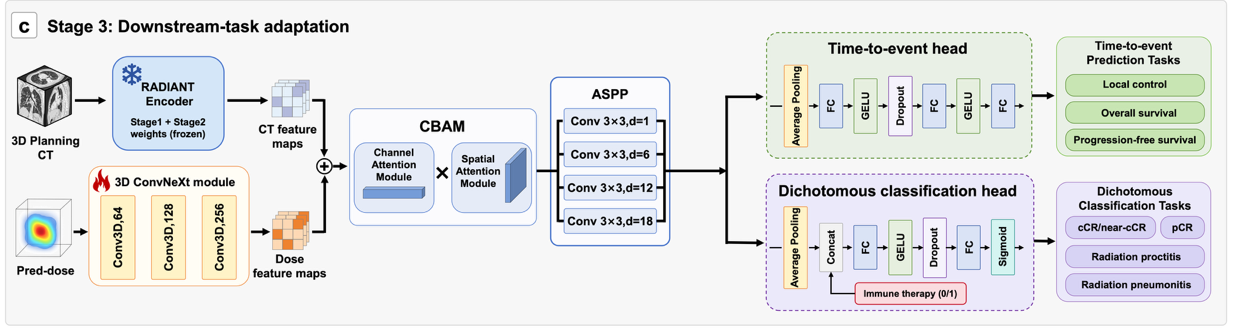 c Stage 3: Downstream-task adaptation
3D Planning
CT
RADIANT
Encoder
Stage1 + Stage2
weights (frozen)
CT feature
maps
Pred-dose
3D ConvNeXt module
Conv3D,64
Conv3D,128
Conv3D,256
Dose
feature maps
+
CBAM
Channel
Attention
Module
×
Spatial
Attention
Module
ASPP
Conv 3×3,d=1
Conv 3×3,d=6
Conv 3×3,d=12
Conv 3×3,d=18
Time-to-event head
Average Pooling
FC
GELU
Dropout
FC
GELU
FC
Time-to-event
Prediction Tasks
Local control
Overall survival
Progression-free survival
Dichotomous classification head
Average Pooling
Concat
FC
GELU
Dropout
FC
Sigmoid
Immune therapy (0/1)
Dichotomous
Classification Tasks
cCR/near-cCR
pCR
Radiation proctitis
Radiation pneumonitis